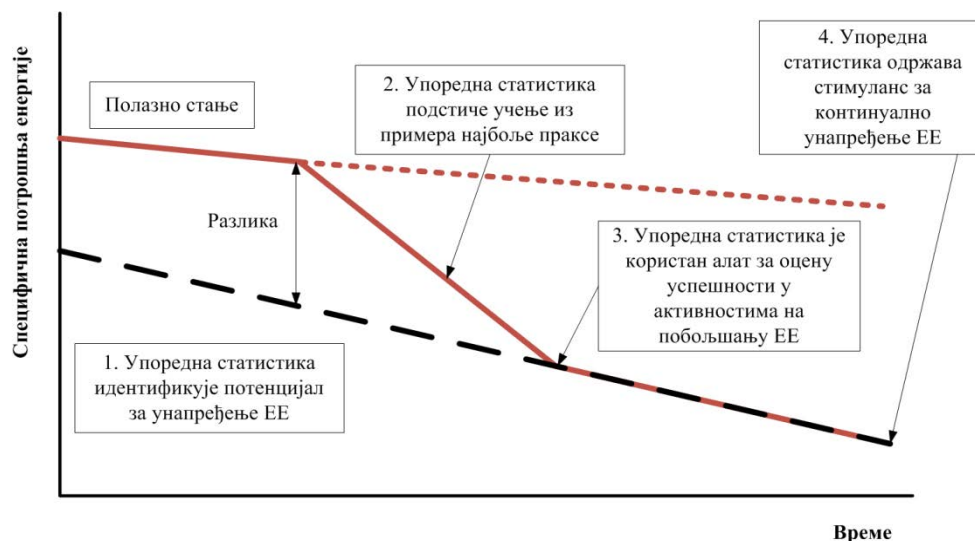 Специфична потрошња енергије
Полазно стање
Разлика
1. Упоредна статистика
идентификује потенцијал
за унапређење ЕЕ
2. Упоредна статистика
подстиче учење из
примера најбоље праксе
3. Упоредна статистика је
користан алат за оцену
успешности у
активностима на
побољшању ЕЕ
4. Упоредна
статистика одржава
стимуланс за
континуално
унапређење ЕЕ
Време